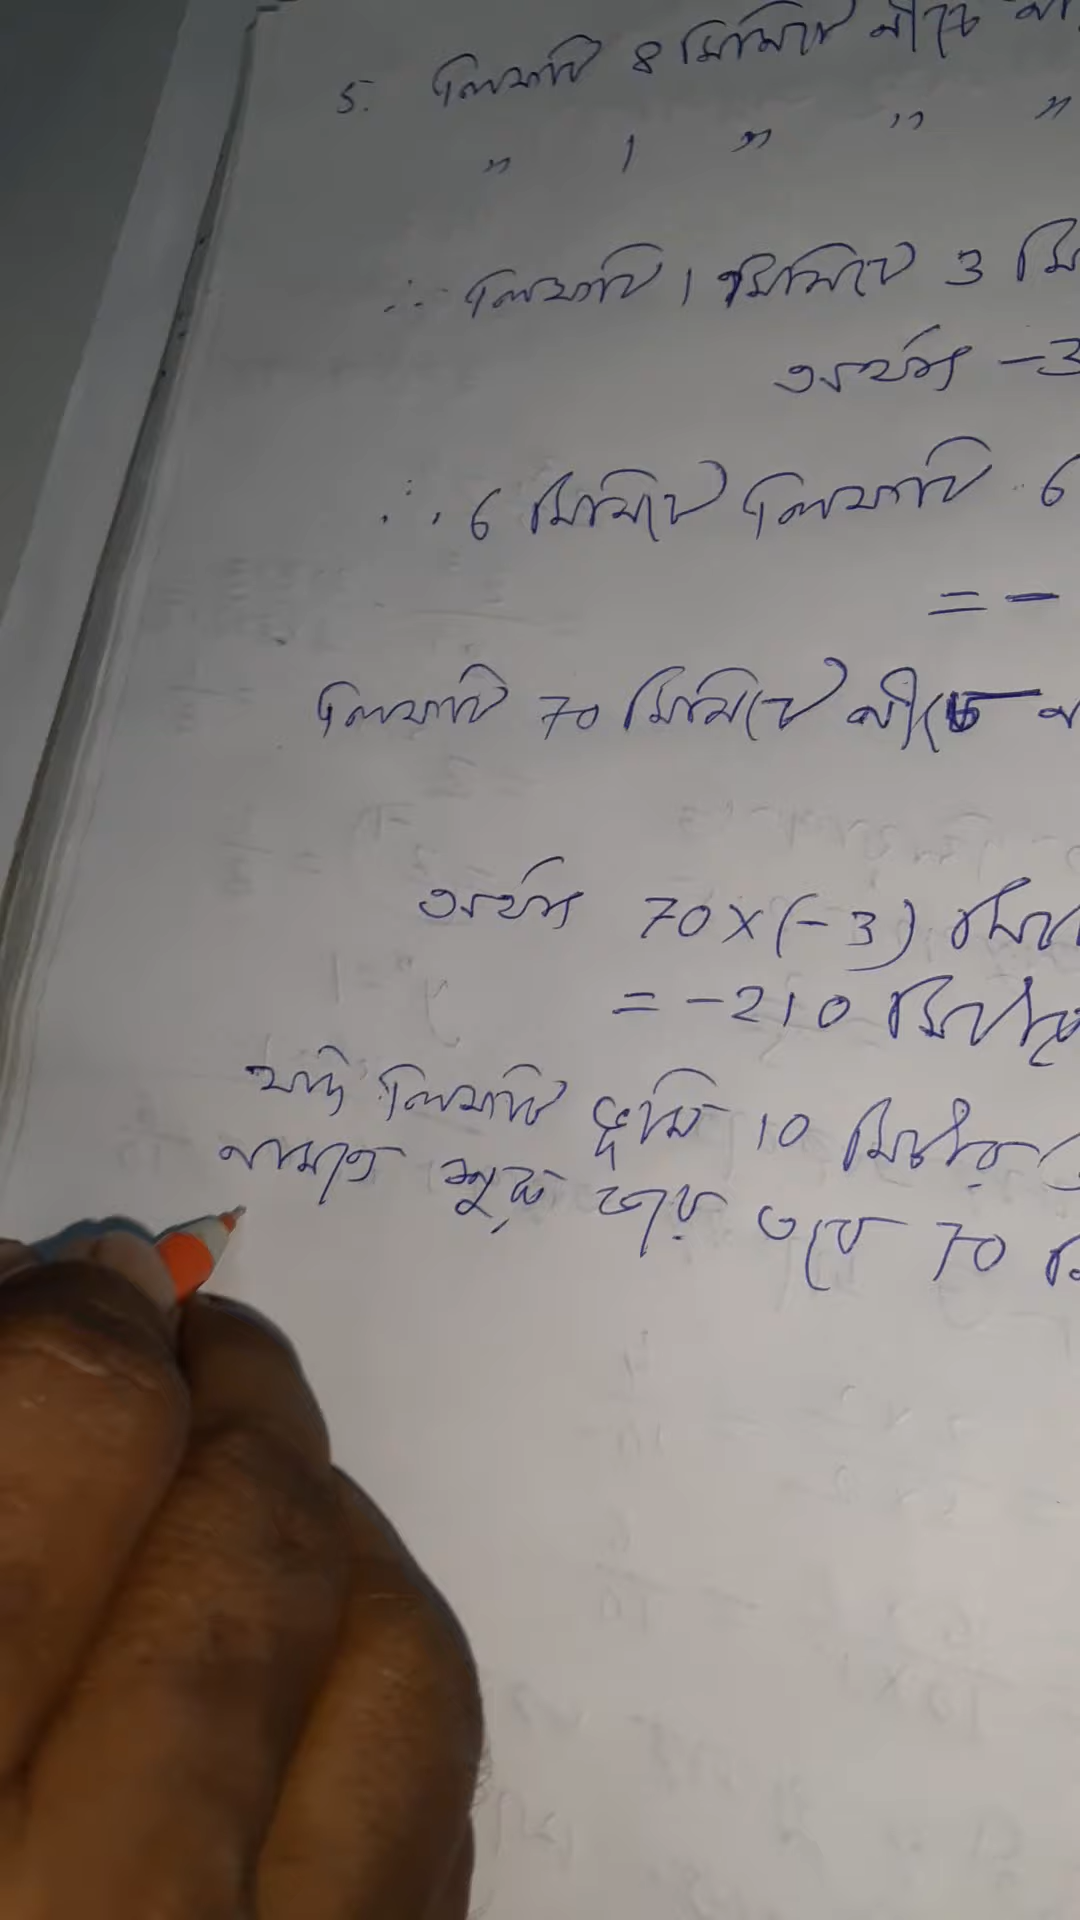 5. লিফটটি 8 মিনিটে নীচে
" 1 " " "
∴ লিফটটি 1 মিনিটে 3 মি
অর্থাৎ -3
∴ 6 মিনিটে লিফটটি 6
= -
লিফটটি 70 মিনিটে নীচে
অর্থাৎ 70×(-3) মিটা
= -210 মিটার
যদি লিফটটি ভূমি 10 মিটার
নামতে শুরু করে তবে 70 মি